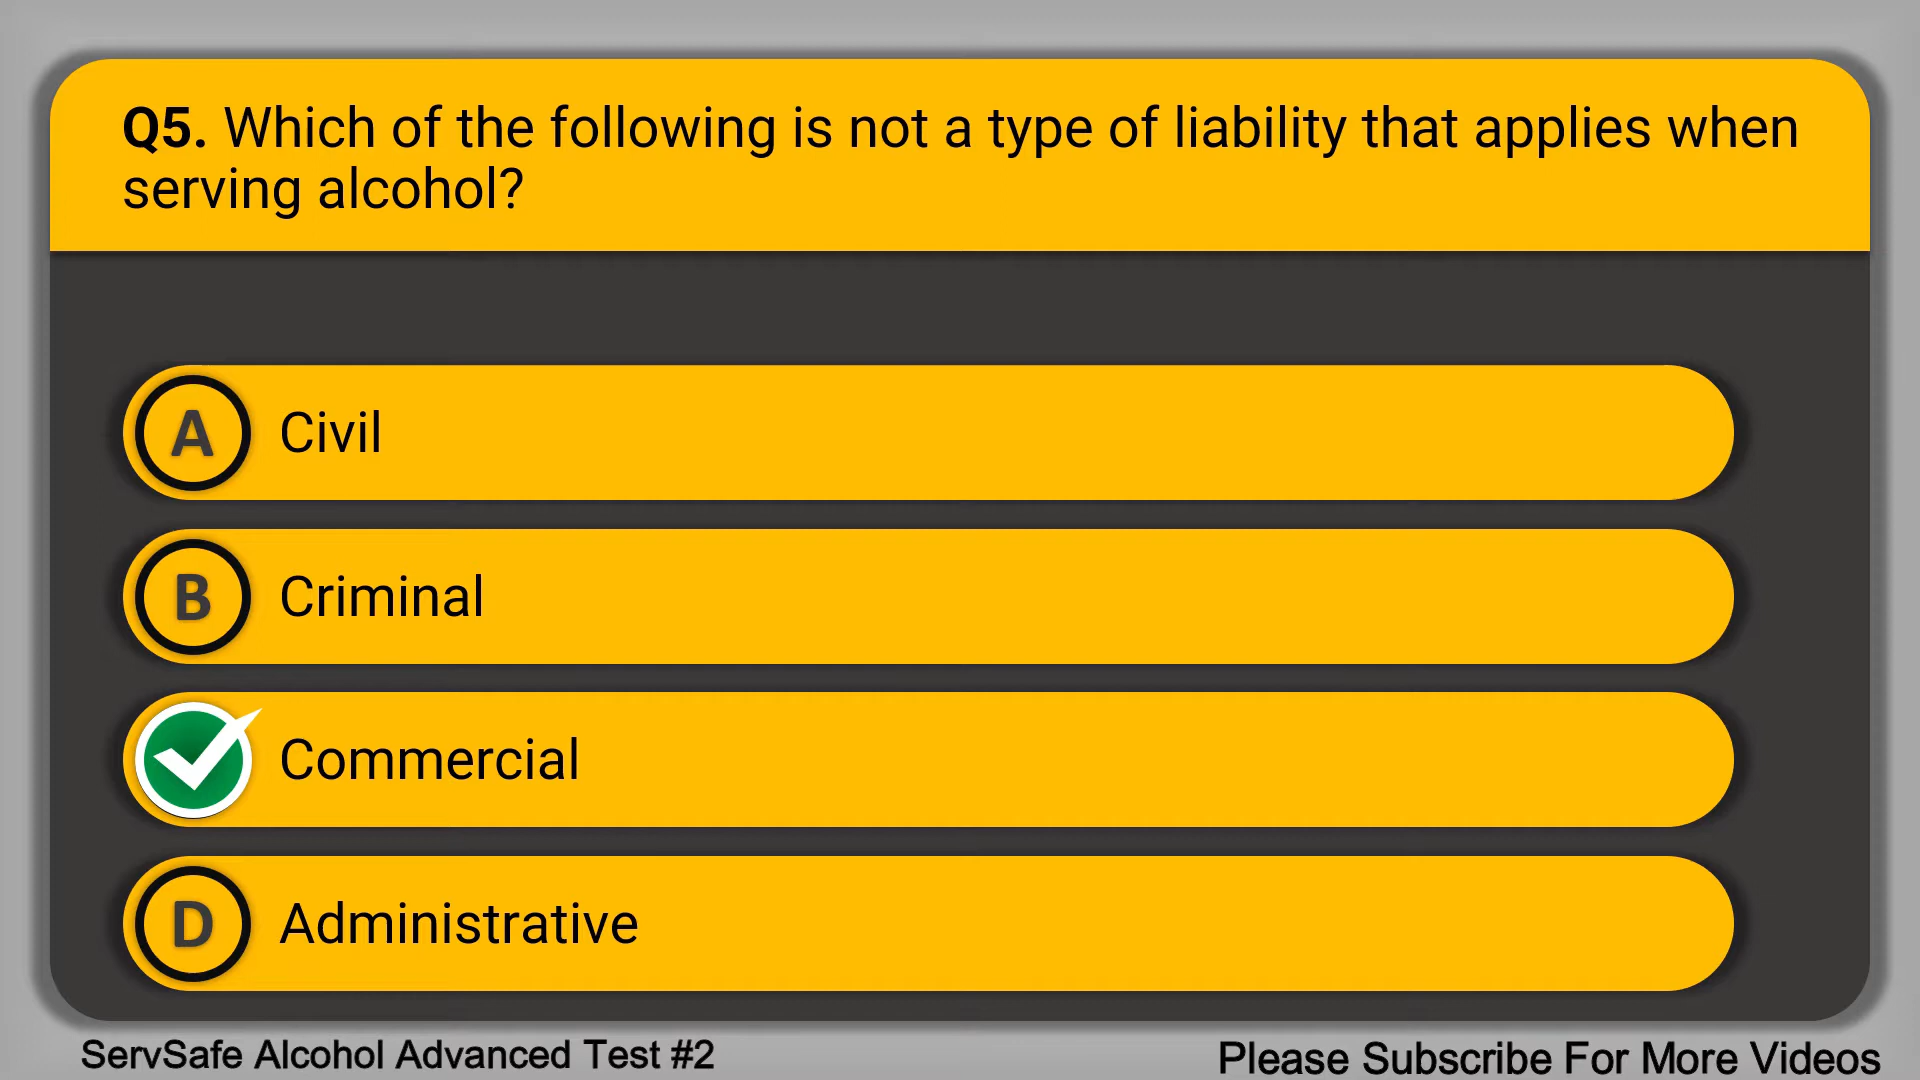 Q5. Which of the following is not a type of liability that applies when
serving alcohol?
A Civil
B Criminal
Commercial
D Administrative
ServSafe Alcohol Advanced Test #2
Please Subscribe For More Videos